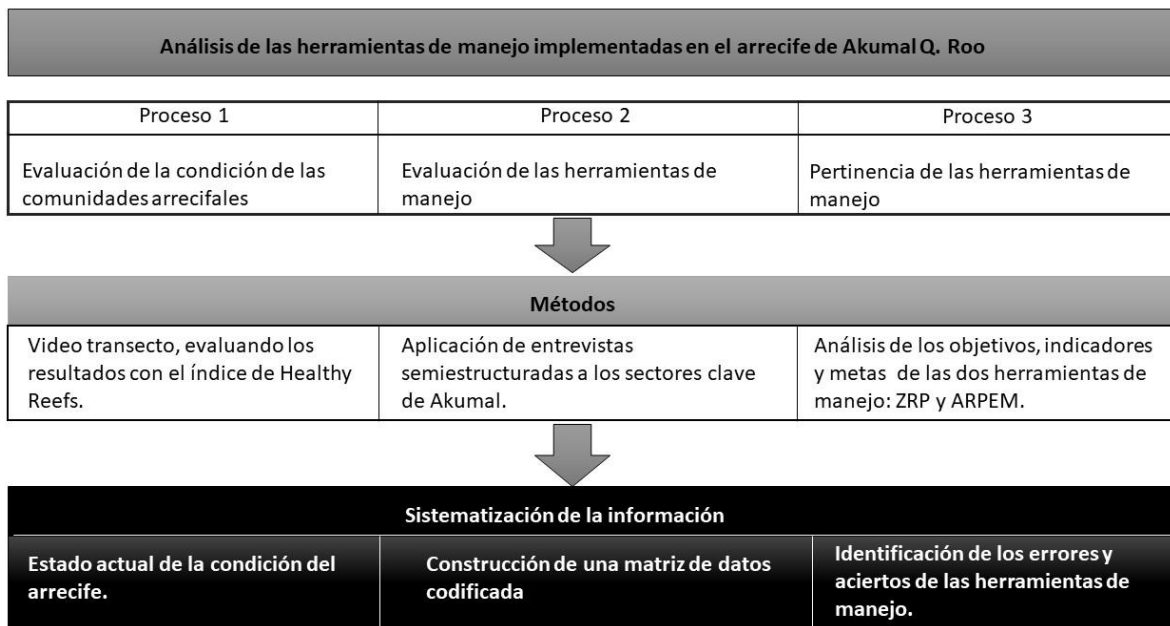 Análisis de las herramientas de manejo implementadas en el arrecife de Akumal Q. Roo
Proceso 1
Proceso 2
Proceso 3
Evaluación de la condición de las
comunidades arrecifales
Evaluación de las herramientas de
manejo
Pertinencia de las herramientas de
manejo
Métodos
Video transecto, evaluando los
resultados con el índice de Healthy
Reefs.
Aplicación de entrevistas
semiestructuradas a los sectores clave
de Akumal.
Análisis de los objetivos, indicadores
y metas de las dos herramientas de
manejo: ZRP y ARPEM.
Sistematización de la información
Estado actual de la condición del
arrecife.
Construcción de una matriz de datos
codificada
Identificación de los errores y
aciertos de las herramientas de
manejo.